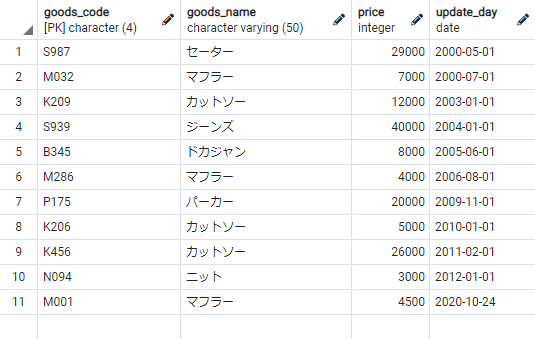 goods_code goods_name price update_day
[PK] character (4) character varying (50) integer date
1 S987 セーター 29000 2000-05-01
2 M032 マフラー 7000 2000-07-01
3 K209 カットソー 12000 2003-01-01
4 S939 ジーンズ 40000 2004-01-01
5 B345 ドカジャン 8000 2005-06-01
6 M286 マフラー 4000 2006-08-01
7 P175 パーカー 20000 2009-11-01
8 K206 カットソー 5000 2010-01-01
9 K456 カットソー 26000 2011-02-01
10 N094 ニット 3000 2012-01-01
11 M001 マフラー 4500 2020-10-24